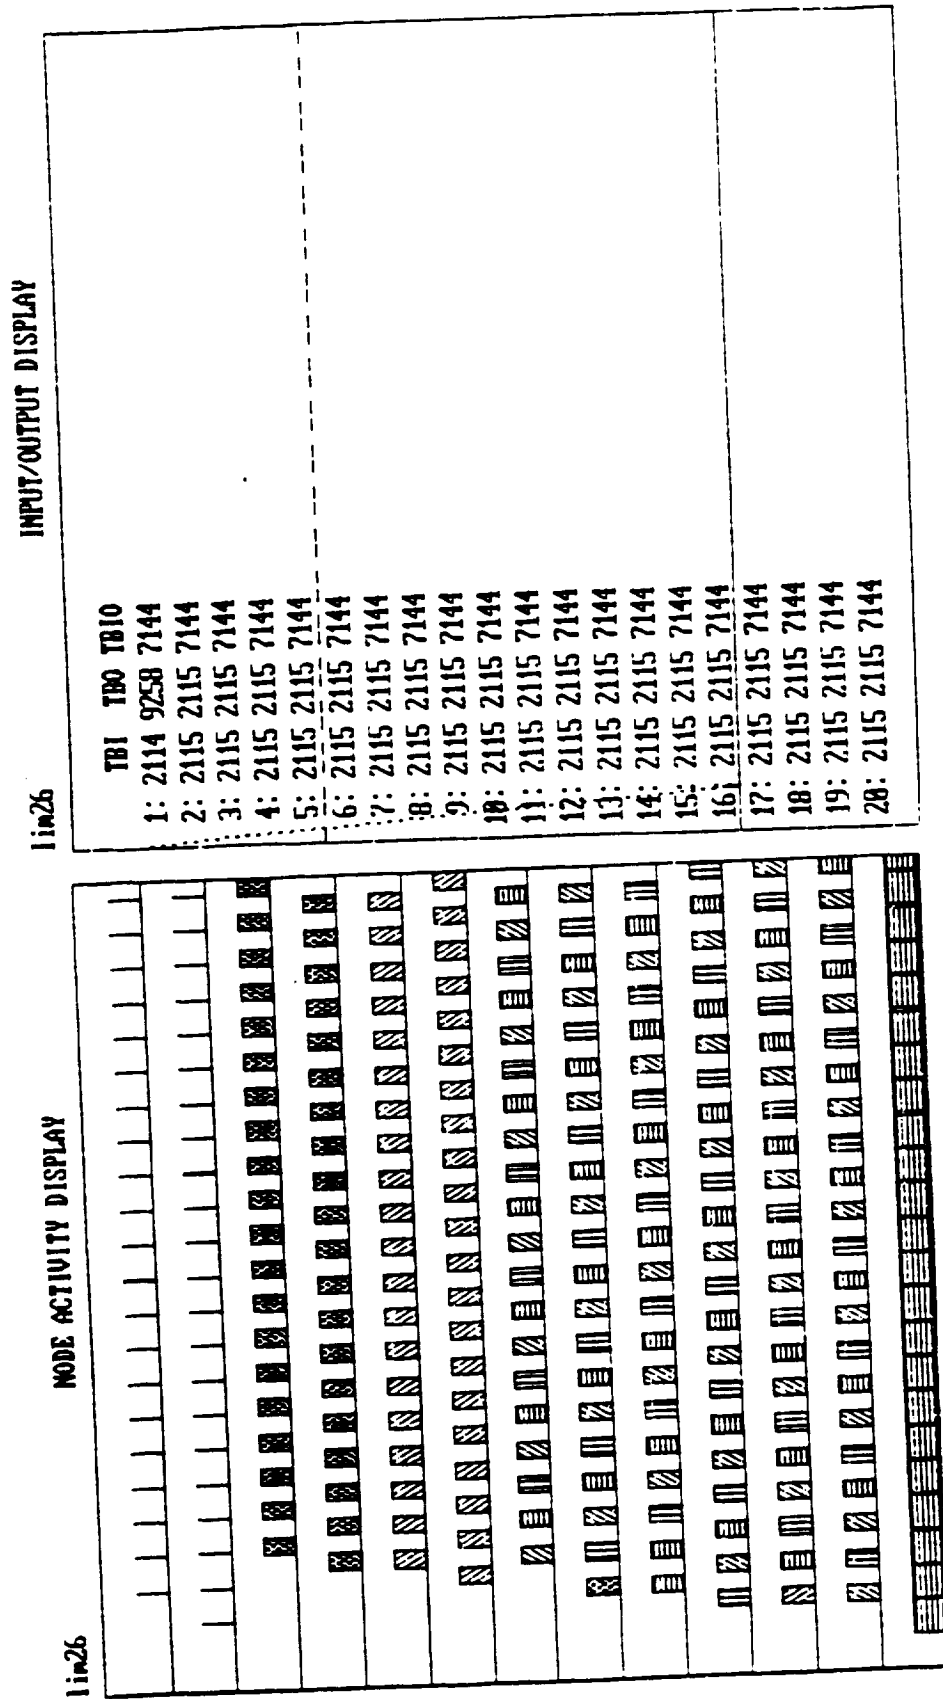 lim26
NODE ACTIVITY DISPLAY
lim26
INPUT/OUTPUT DISPLAY
TBI TBO TBIO
1: 2114 9258 7144
2: 2115 2115 7144
3: 2115 2115 7144
4: 2115 2115 7144
5: 2115 2115 7144
6: 2115 2115 7144
7: 2115 2115 7144
8: 2115 2115 7144
9: 2115 2115 7144
10: 2115 2115 7144
11: 2115 2115 7144
12: 2115 2115 7144
13: 2115 2115 7144
14: 2115 2115 7144
15: 2115 2115 7144
16: 2115 2115 7144
17: 2115 2115 7144
18: 2115 2115 7144
19: 2115 2115 7144
20: 2115 2115 7144